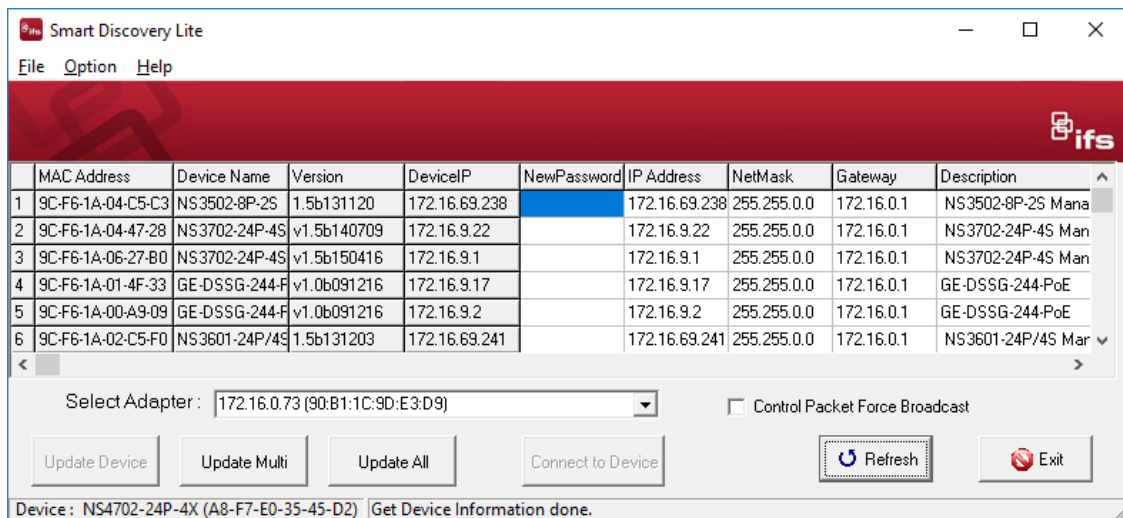 Smart Discovery Lite
File Option Help
ifs
MAC Address Device Name Version DeviceIP NewPassword IP Address NetMask Gateway Description
1 9C-F6-1A-04-C5-C3 NS3502-8P-2S 1.5b131120 172.16.69.238 172.16.69.238 255.255.0.0 172.16.0.1 NS3502-8P-2S Mana
2 9C-F6-1A-04-47-28 NS3702-24P-4S v1.5b140709 172.16.9.22 172.16.9.22 255.255.0.0 172.16.0.1 NS3702-24P-4S Man
3 9C-F6-1A-06-27-B0 NS3702-24P-4S v1.5b150416 172.16.9.1 172.16.9.1 255.255.0.0 172.16.0.1 NS3702-24P-4S Man
4 9C-F6-1A-01-4F-33 GE-DSSG-244-P v1.0b091216 172.16.9.17 172.16.9.17 255.255.0.0 172.16.0.1 GE-DSSG-244-PoE
5 9C-F6-1A-00-A9-09 GE-DSSG-244-P v1.0b091216 172.16.9.2 172.16.9.2 255.255.0.0 172.16.0.1 GE-DSSG-244-PoE
6 9C-F6-1A-02-C5-F0 NS3601-24P/4S 1.5b131203 172.16.69.241 172.16.69.241 255.255.0.0 172.16.0.1 NS3601-24P/4S Mar
Select Adapter : 172.16.0.73 (90:B1:1C:9D:E3:D9) Control Packet Force Broadcast
Update Device Update Multi Update All Connect to Device Refresh Exit
Device : NS4702-24P-4X (A8-F7-E0-35-45-D2) Get Device Information done.